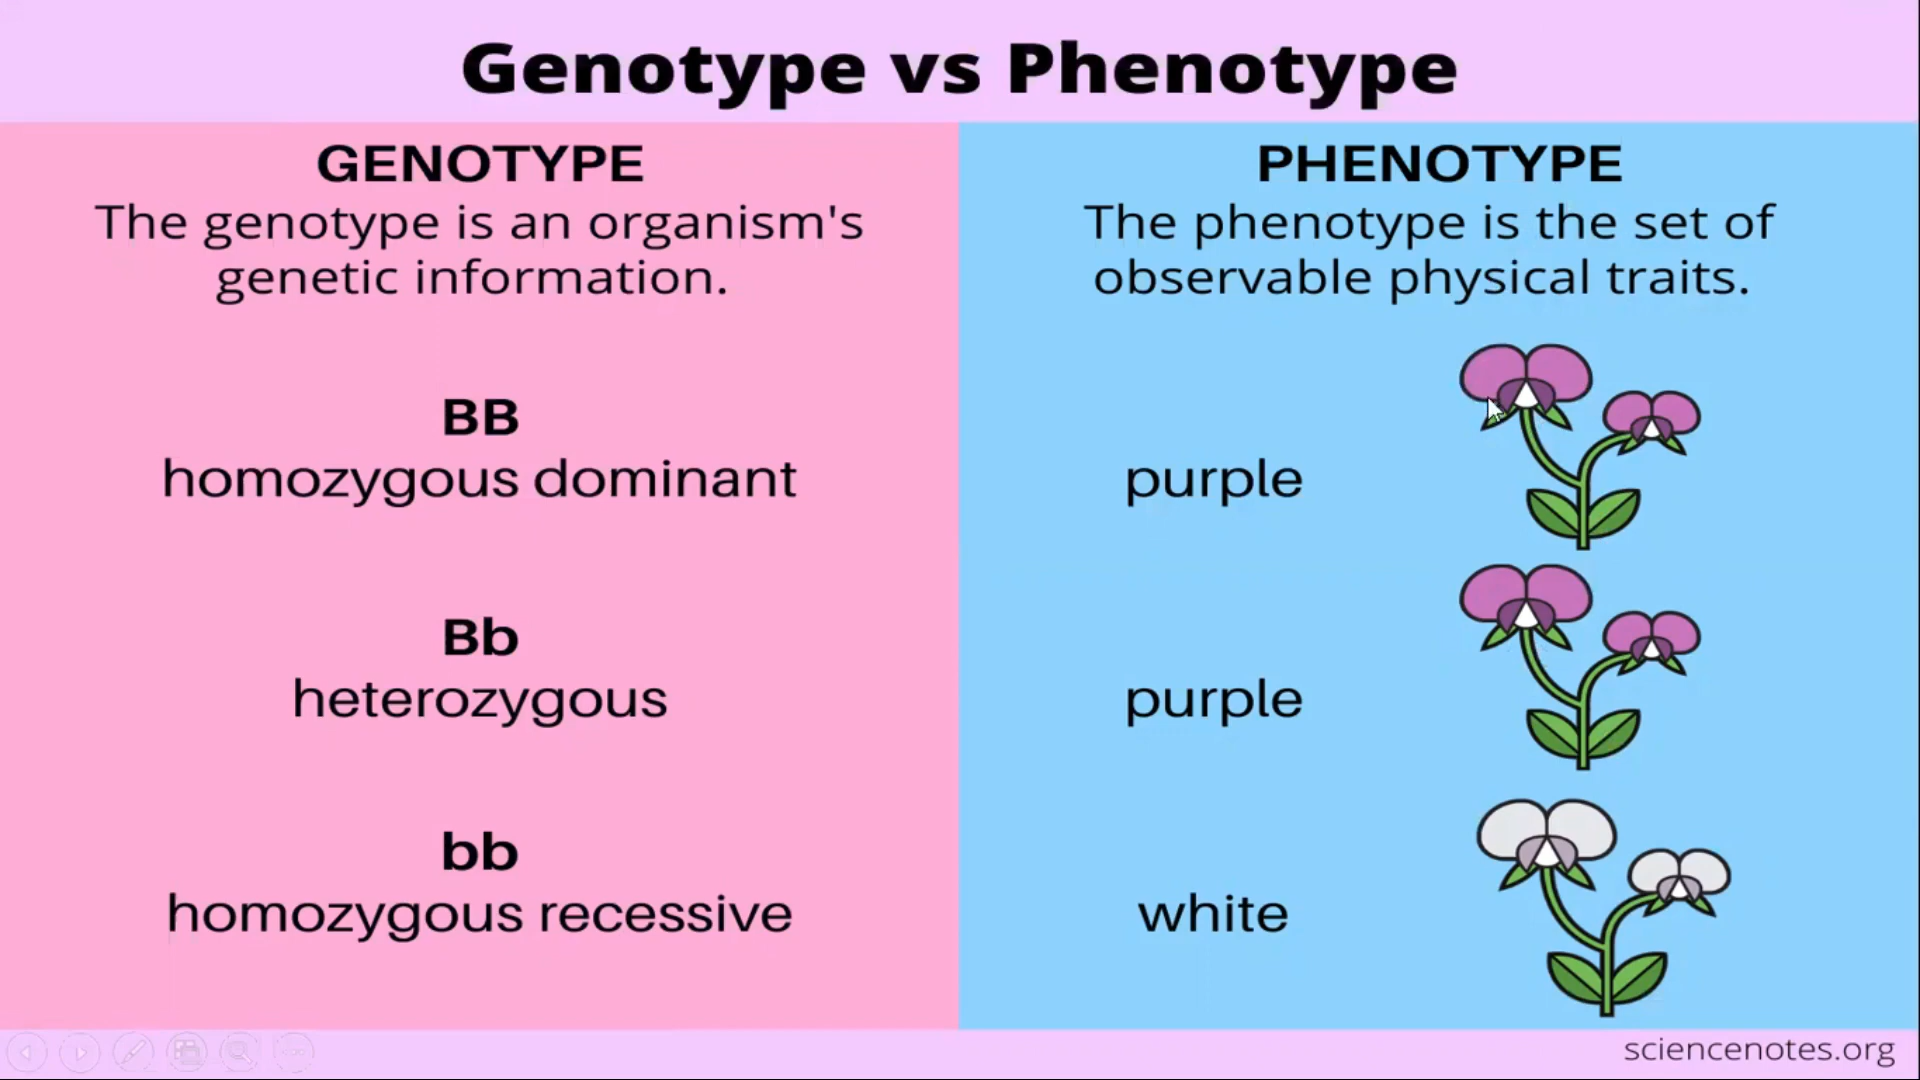 Genotype vs Phenotype
GENOTYPE
The genotype is an organism's
genetic information.
BB
homozygous dominant
Bb
heterozygous
bb
homozygous recessive
PHENOTYPE
The phenotype is the set of
observable physical traits.
purple
purple
white
sciencenotes.org